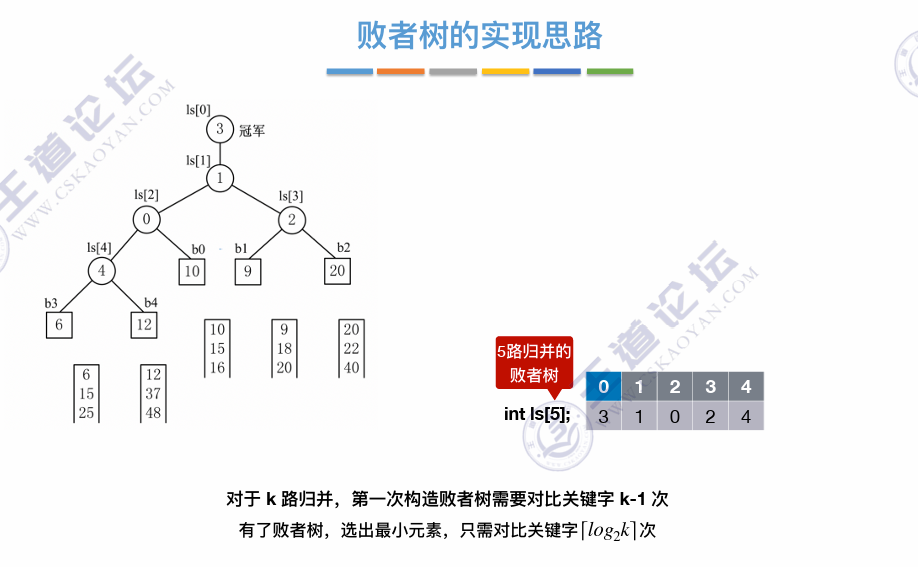 败者树的实现思路
ls[0]
3 冠军
ls[1]
1
ls[2] ls[3]
0 2
ls[4] b0 b1 b2
4 10 9 20
b3 b4
6 12
10 9 20
15 18 22
16 20 40
6 12
15 37
25 48
5路归并的
败者树
0 1 2 3 4
int ls[5]; 3 1 0 2 4
对于 k 路归并，第一次构造败者树需要对比关键字 k-1 次
有了败者树，选出最小元素，只需对比关键字⌈log₂k⌉次
王道论坛
WWW.CSKAOYAN.COM
王道论坛
WWW.CSKAOYAN.COM